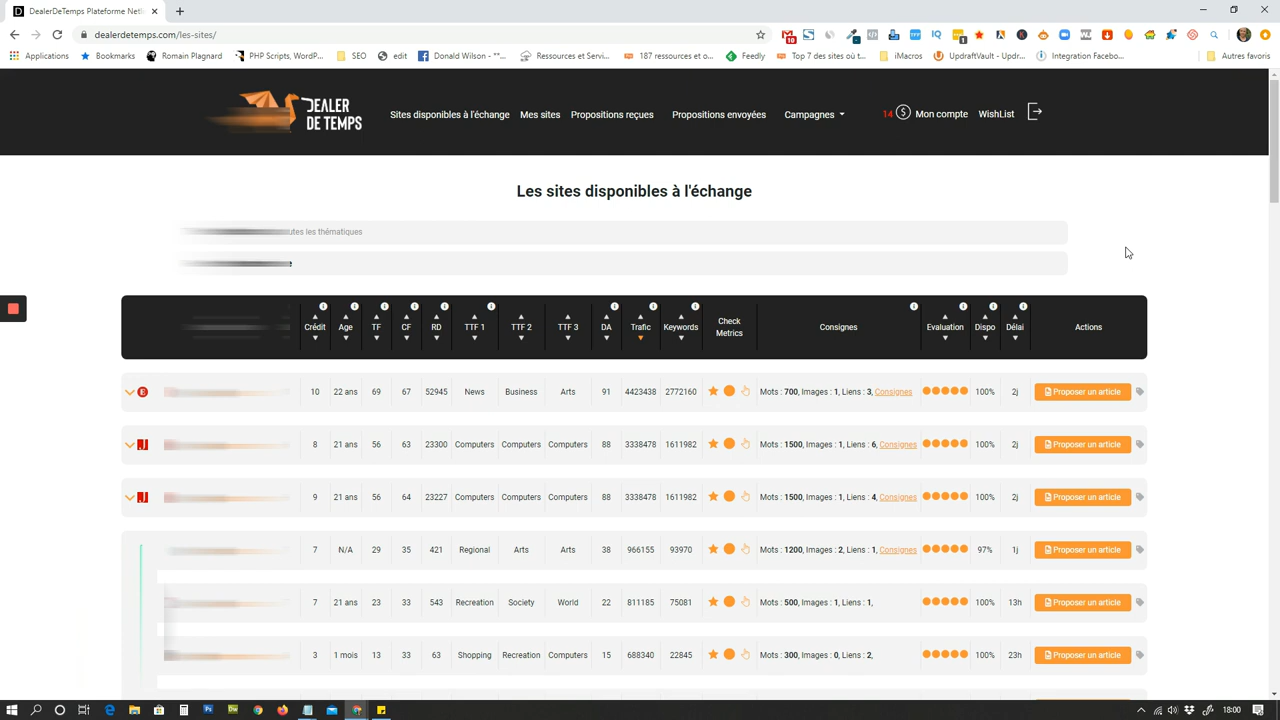 DealerDeTemps Plateforme Netl
dealerdetemps.com/les-sites
Applications
Bookmarks
Romain Plagnard
PHP Scripts, WordP...
SEO
edit
Donald Wilson - **...
Ressources et Servi...
187 ressources et o...
Feedly
Top 7 des sites où t...
iMacros
UpdraftVault - Updr...
Integration Facebo...
Autres favoris
DEALER DE TEMPS
Sites disponibles à l'échange
Mes sites
Propositions reçues
Propositions envoyées
Campagnes
14
Mon compte
WishList
Les sites disponibles à l'échange
utes les thématiques
Crédit Age TF CF RD TTF 1 TTF 2 TTF 3 DA Trafic Keywords Check Metrics Consignes Evaluation Dispo Délai Actions
10 22 ans 69 67 52945 News Business Arts 91 4423438 2772160 Mots : 700, Images : 1, Liens : 3, Consignes 100% 2j Proposer un article
8 21 ans 56 63 23300 Computers Computers Computers 88 3338478 1611982 Mots : 1500, Images : 1, Liens : 6, Consignes 100% 2j Proposer un article
9 21 ans 56 64 23227 Computers Computers Computers 88 3338478 1611982 Mots : 1500, Images : 1, Liens : 4, Consignes 100% 2j Proposer un article
7 N/A 29 35 421 Regional Arts Arts 38 966155 93970 Mots : 1200, Images : 2, Liens : 1, Consignes 97% 1j Proposer un article
7 21 ans 23 33 543 Recreation Society World 22 811185 75081 Mots : 500, Images : 1, Liens : 1, 100% 13h Proposer un article
3 1 mois 13 33 63 Shopping Recreation Computers 15 688340 22845 Mots : 300, Images : 0, Liens : 2, 100% 23h Proposer un article
18:00